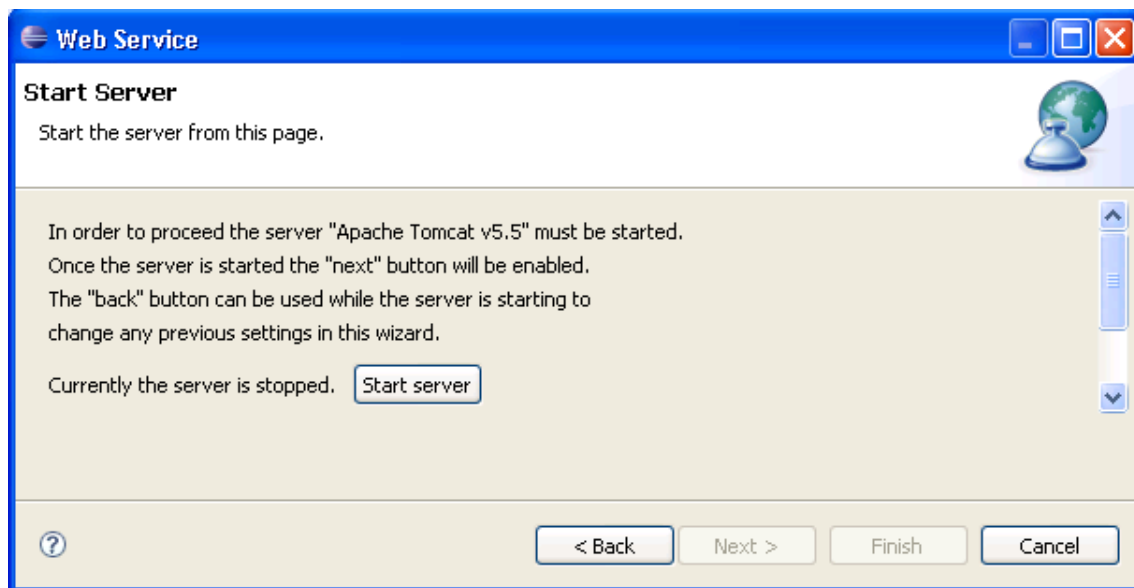 Web Service
Start Server
Start the server from this page.
In order to proceed the server "Apache Tomcat v5.5" must be started.
Once the server is started the "next" button will be enabled.
The "back" button can be used while the server is starting to
change any previous settings in this wizard.
Currently the server is stopped. Start server
? < Back Next > Finish Cancel